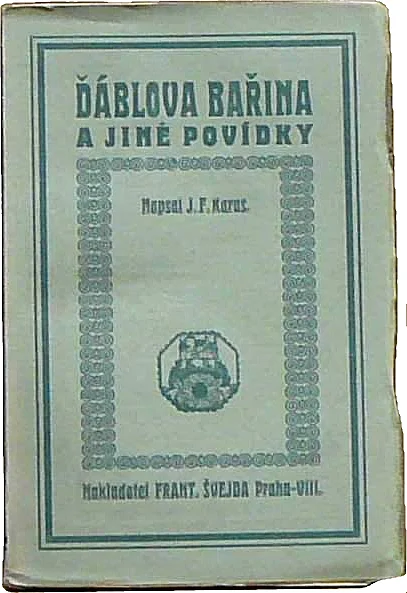 ĎÁBLOVA BAŘINA
A JINÉ POVÍDKY
Napsal J. F. Karas.
Nakladatel FRANT. ŠVEJDA Praha-VIII.